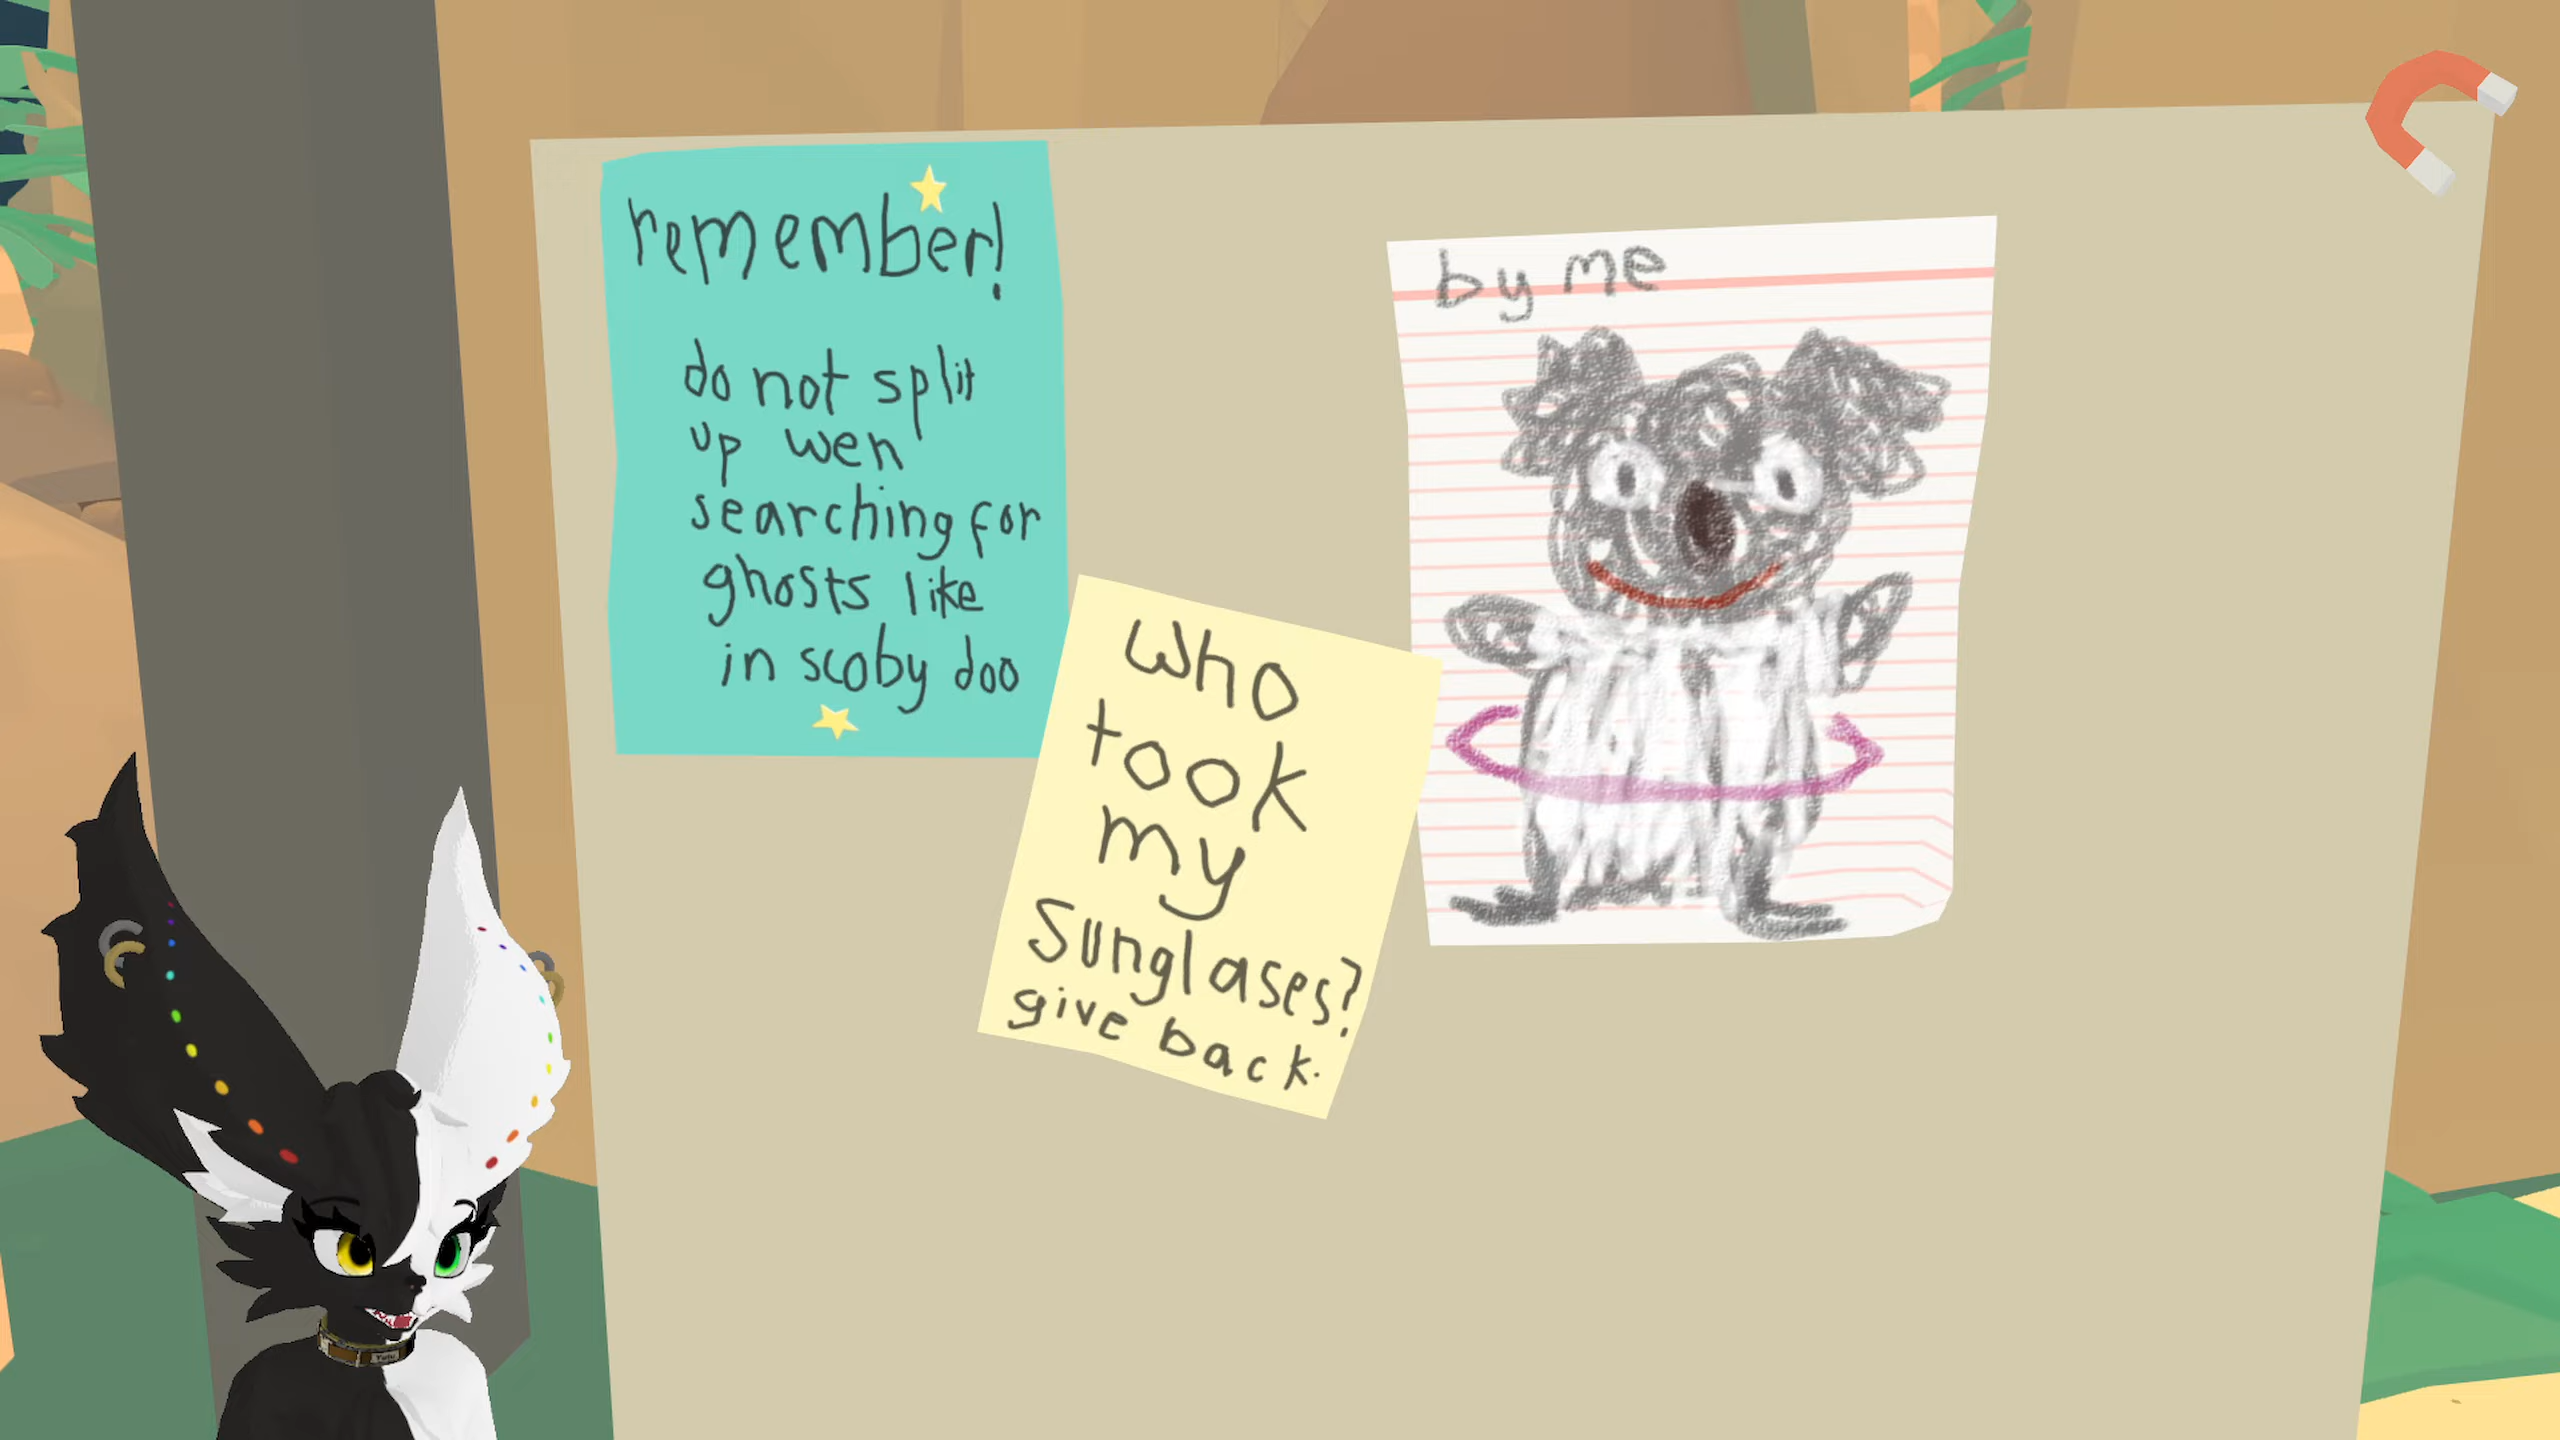 remember!
do not split
up wen
searching for
ghosts like
in scoby doo
Who
took
my
Sunglases?
give back.
by me